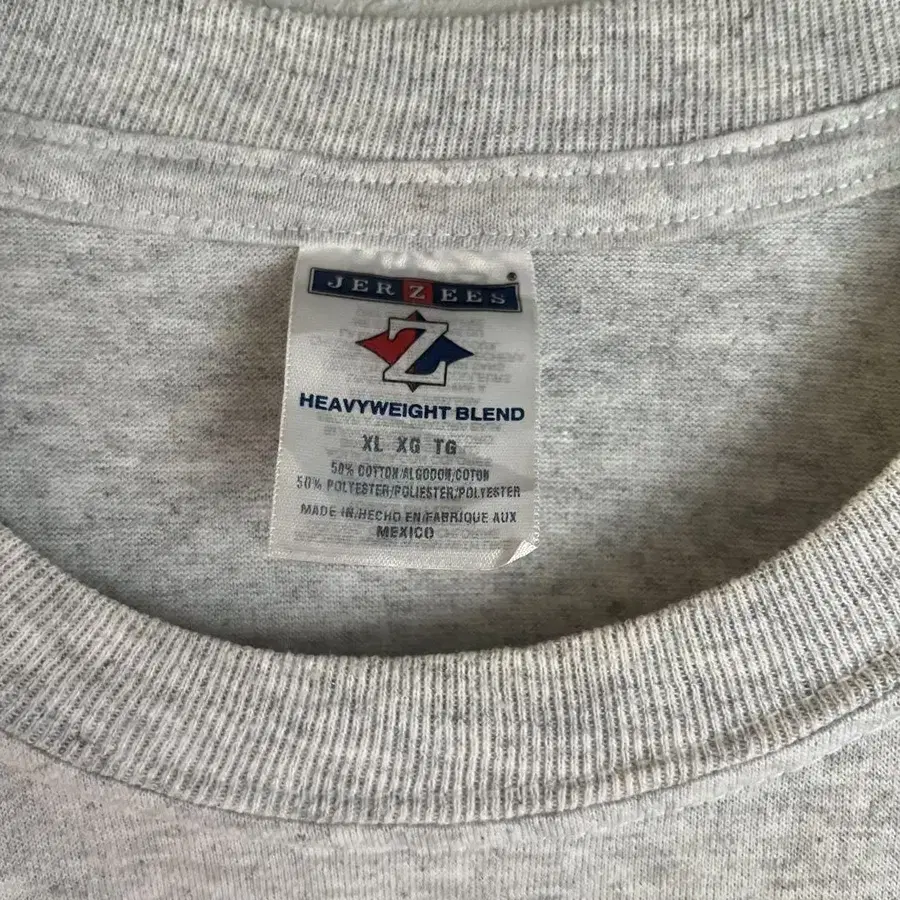 JERZEES®
Z
HEAVYWEIGHT BLEND
XL XG TG
50% COTTON/ALGODON/COTON
50% POLYESTER/POLIESTER/POLYESTER
MADE IN/HECHO EN/FABRIQUE AUX
MEXICO